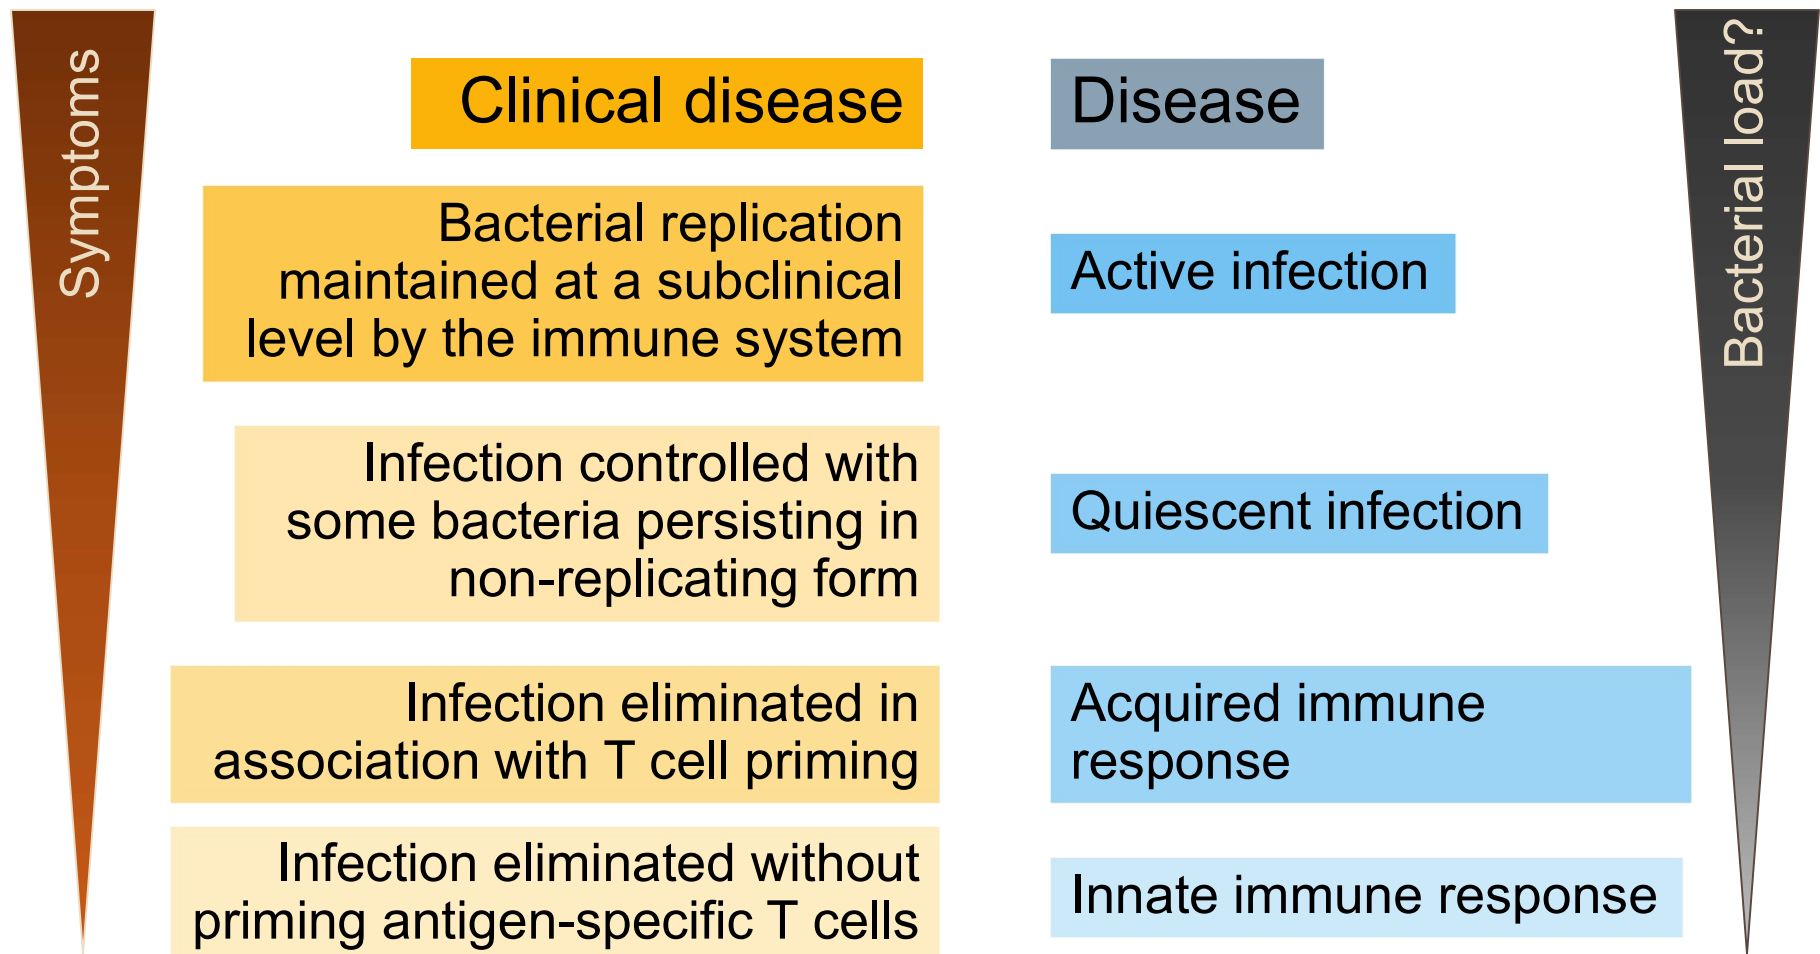 Symptoms
Clinical disease
Disease
Bacterial load?
Bacterial replication
maintained at a subclinical
level by the immune system
Active infection
Infection controlled with
some bacteria persisting in
non-replicating form
Quiescent infection
Infection eliminated in
association with T cell priming
Acquired immune
response
Infection eliminated without
priming antigen-specific T cells
Innate immune response